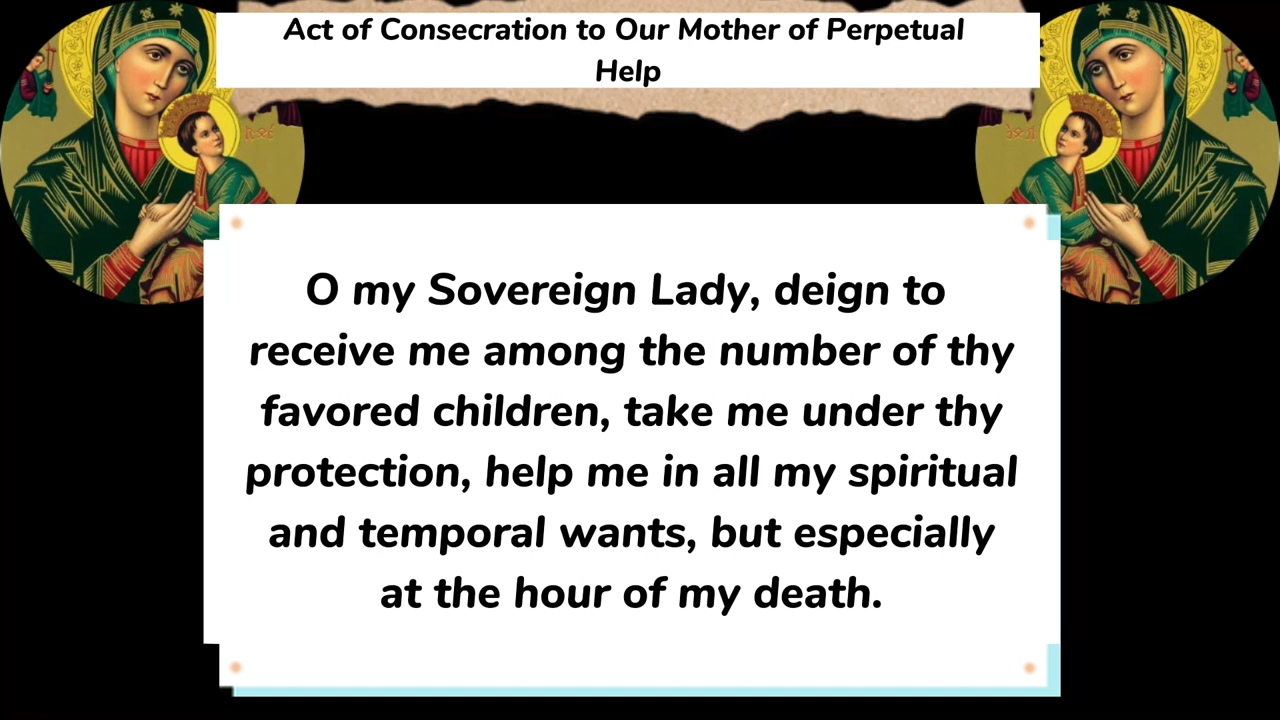 Act of Consecration to Our Mother of Perpetual
Help
O my Sovereign Lady, deign to
receive me among the number of thy
favored children, take me under thy
protection, help me in all my spiritual
and temporal wants, but especially
at the hour of my death.